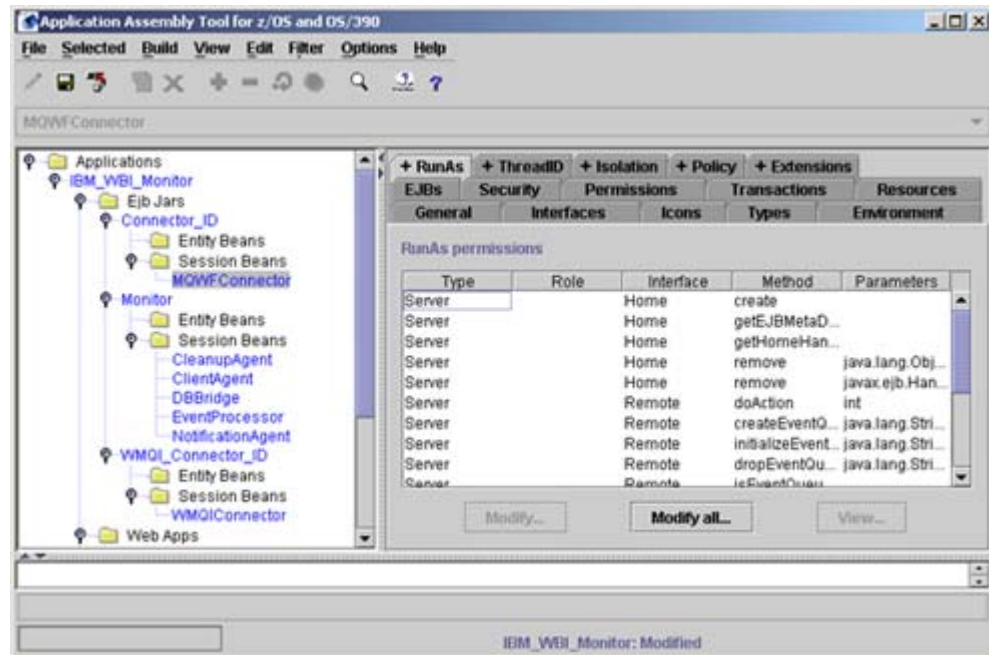 Application Assembly Tool for z/OS and OS/390
File Selected Build View Edit Filter Options Help
MQWFConnector
Applications
IBM_WBI_Monitor
Ejb Jars
Connector_ID
Entity Beans
Session Beans
MQWFConnector
Monitor
Entity Beans
Session Beans
CleanupAgent
ClientAgent
DBBridge
EventProcessor
NotificationAgent
WMQI_Connector_ID
Entity Beans
Session Beans
WMQIConnector
Web Apps
+ RunAs + ThreadID + Isolation + Policy + Extensions
EJBs Security Permissions Transactions Resources
General Interfaces Icons Types Environment
RunAs permissions
Type Role Interface Method Parameters
Server Home create
Server Home getEJBMetaD...
Server Home getHomeHan...
Server Home remove java.lang.Obj...
Server Home remove javax.ejb.Han...
Server Remote doAction int
Server Remote createEventQ... java.lang.Stri...
Server Remote initializeEvent... java.lang.Stri...
Server Remote dropEventQu... java.lang.Stri...
Server Remote isEventQueu...
Modify... Modify all... View...
IBM_WBI_Monitor: Modified